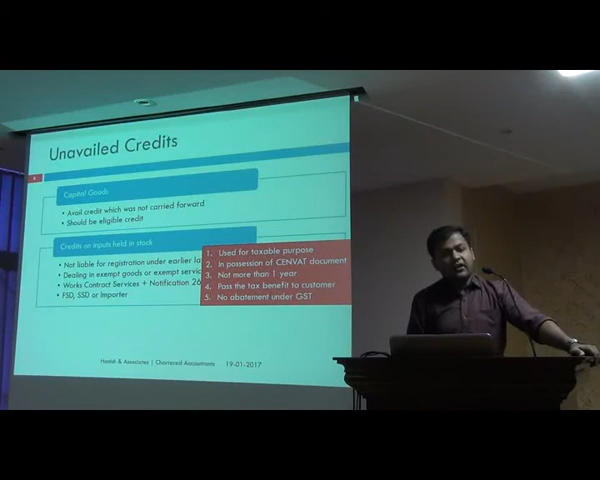 Unavailed Credits
4
Capital Goods
• Avail credit which was not carried forward
• Should be eligible credit
Credits on inputs held in stock
• Not liable for registration under earlier
• Dealing in exempt goods or exempt
• Works Contract Services + Notification 26
• FSD, SSD or Importer
1. Used for taxable purpose
2. In possession of CENVAT document
3. Not more than 1 year
4. Pass the tax benefit to customer
5. No abatement under GST
& Associates | Chartered Accountants 19-01-2017